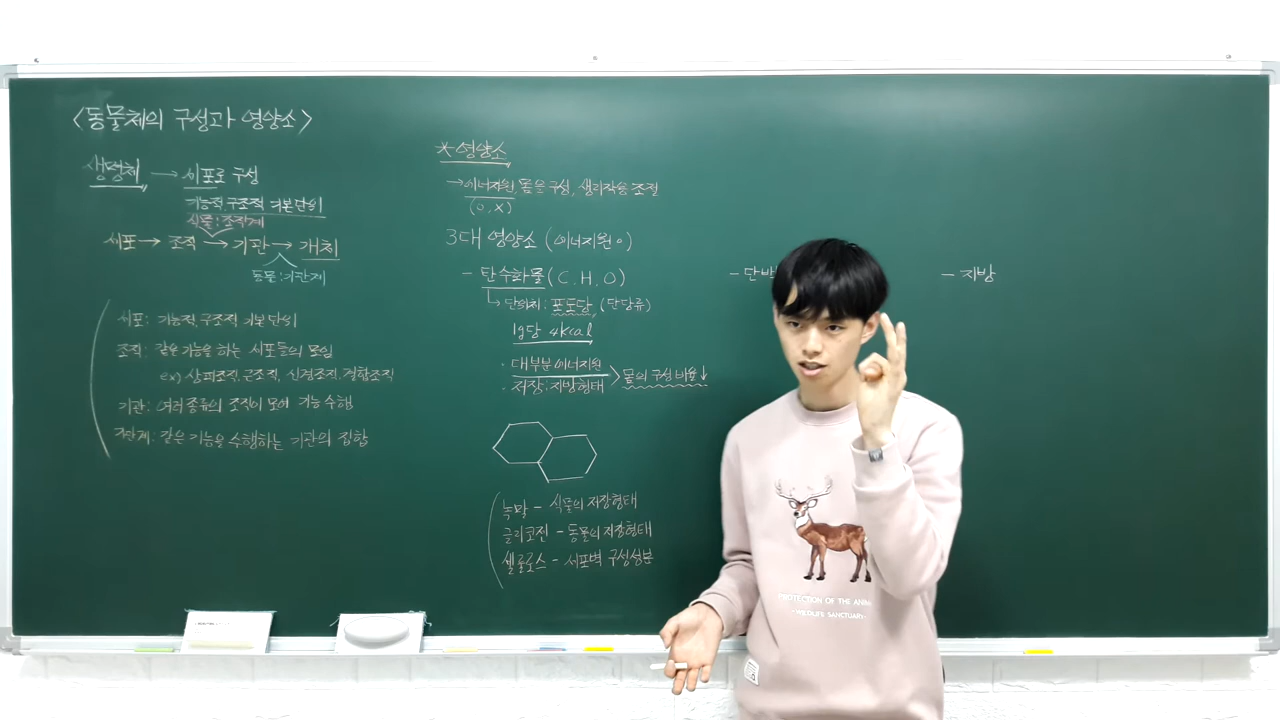 <동물체의 구성과 영양소>
생명체 → 세포로 구성
기능적, 구조적 기본단위
식물: 조직계
세포 → 조직 → 기관 → 개체
동물: 기관계
세포: 기능적, 구조적 기본단위
조직: 같은 기능을 하는 세포들의 모임
ex) 상피조직, 근조직, 신경조직, 결합조직
기관: 여러 종류의 조직이 모여 기능 수행
기관계: 같은 기능을 수행하는 기관의 집합
* 영양소
→ 에너지원, 몸을 구성, 생리작용 조절
(o, x)
3대 영양소 (에너지원 o)
- 탄수화물 (C, H, O)
↳ 단위체: 포도당, (단당류)
1g당 4kcal
· 대부분 에너지원
· 저장: 지방형태 > 몸의 구성 비율↓
녹말 - 식물의 저장형태
글리코젠 - 동물의 저장형태
셀룰로스 - 세포벽 구성성분
- 단백
- 지방
PROTECTION OF THE ANIM
-WILDLIFE SANCTUARY-